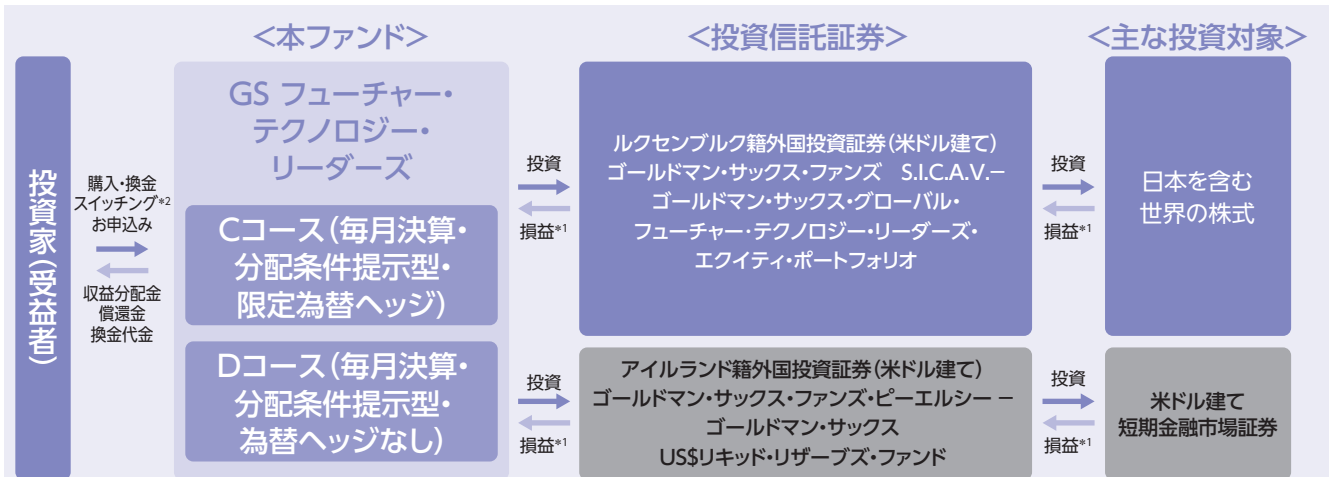 <本ファンド>
<投資信託証券>
<主な投資対象>
投資家(受益者)
購入・換金
スイッチング*2
お申込み
収益分配金
償還金
換金代金
GS フューチャー・
テクノロジー・
リーダーズ
Cコース(毎月決算・
分配条件提示型・
限定為替ヘッジ)
Dコース(毎月決算・
分配条件提示型・
為替ヘッジなし)
投資
損益*1
ルクセンブルク籍外国投資証券(米ドル建て)
ゴールドマン・サックス・ファンズ S.I.C.A.V.ー
ゴールドマン・サックス・グローバル・
フューチャー・テクノロジー・リーダーズ・
エクイティ・ポートフォリオ
投資
損益*1
日本を含む
世界の株式
投資
損益*1
アイルランド籍外国投資証券(米ドル建て)
ゴールドマン・サックス・ファンズ・ピーエルシー ー
ゴールドマン・サックス
US$リキッド・リザーブズ・ファンド
投資
損益*1
米ドル建て
短期金融市場証券